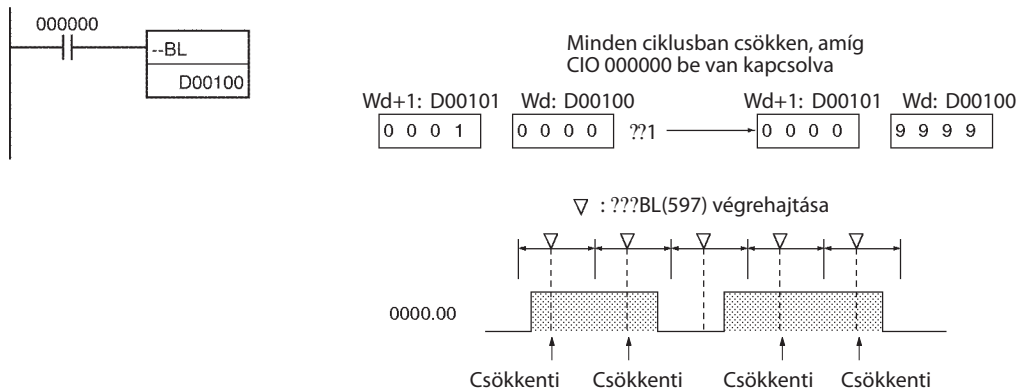 000000
--BL
D00100
Minden ciklusban csökken, amíg
CIO 000000 be van kapcsolva
Wd+1: D00101 Wd: D00100 Wd+1: D00101 Wd: D00100
0 0 0 1 0 0 0 0 ??1 0 0 0 0 9 9 9 9
: ???BL(597) végrehajtása
0000.00
Csökkenti Csökkenti Csökkenti Csökkenti